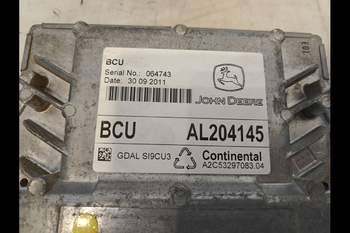 BCU
Serial No.: 064743
Date: 30 09 2011
JOHN DEERE
BCU AL204145
GDAL SI9CU3 Continental
A2C53297083.04